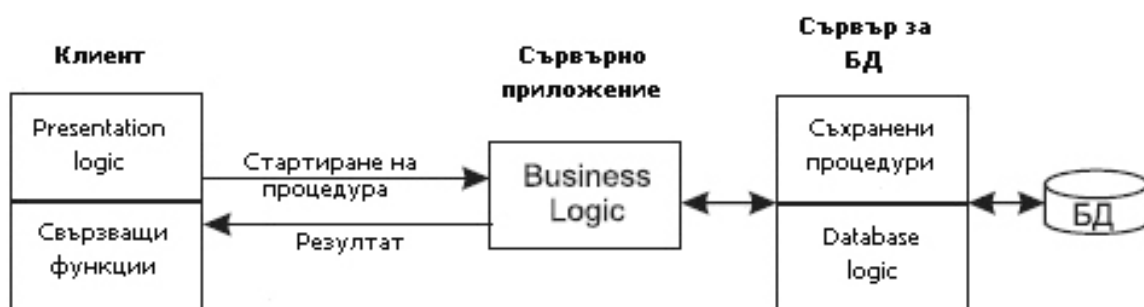 Клиент
Presentation
logic
Свързващи
функции
Стартиране на
процедура
Резултат
Сървърно
приложение
Business
Logic
Сървър за
БД
Съхранени
процедури
Database
logic
БД